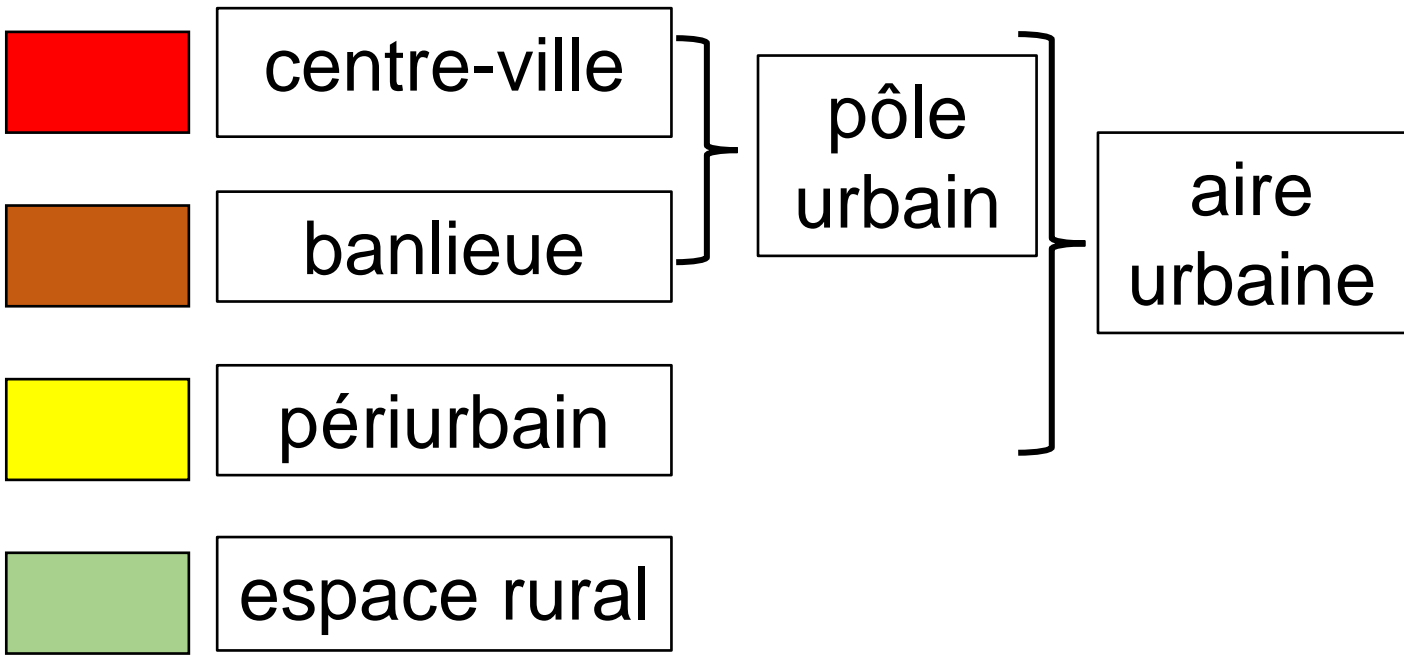 centre-ville
banlieue
périurbain
espace rural
pôle
urbain
aire
urbaine